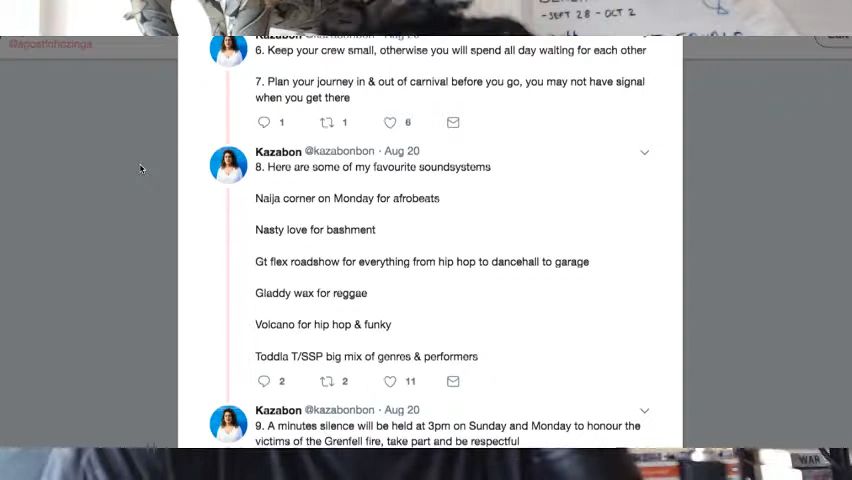 -SEPT 28 - OCT 2
@apostlohozinga
6. Keep your crew small, otherwise you will spend all day waiting for each other
7. Plan your journey in & out of carnival before you go, you may not have signal
when you get there
1 1 6
Kazabon @kazabonbon · Aug 20
8. Here are some of my favourite soundsystems
Naija corner on Monday for afrobeats
Nasty love for bashment
Gt flex roadshow for everything from hip hop to dancehall to garage
Gladdy wax for reggae
Volcano for hip hop & funky
Toddla T/SSP big mix of genres & performers
2 2 11
Kazabon @kazabonbon · Aug 20
9. A minutes silence will be held at 3pm on Sunday and Monday to honour the
victims of the Grenfell fire, take part and be respectful
WAR